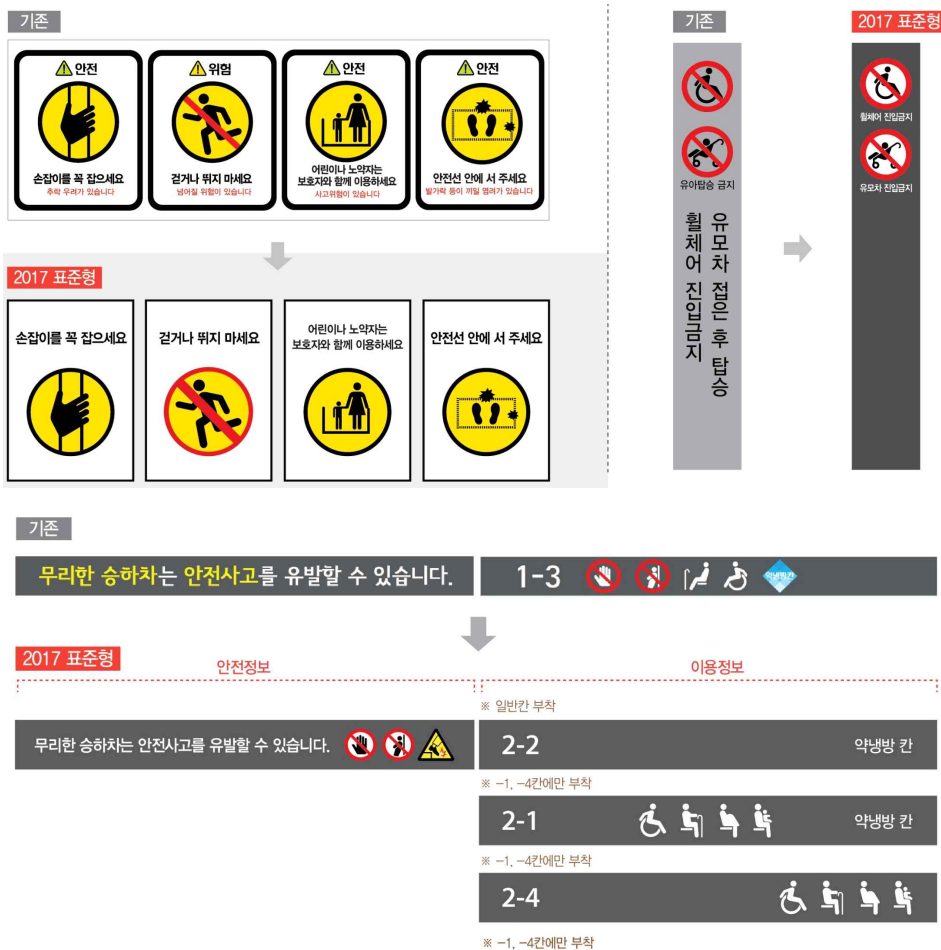 기존
안전
손잡이를 꼭 잡으세요
추락 우려가 있습니다
위험
걷거나 뛰지 마세요
넘어질 위험이 있습니다
안전
어린이나 노약자는
보호자와 함께 이용하세요
사고위험이 있습니다
안전
안전선 안에 서 주세요
발가락 등이 끼일 염려가 있습니다
2017 표준형
손잡이를 꼭 잡으세요
걷거나 뛰지 마세요
어린이나 노약자는
보호자와 함께 이용하세요
안전선 안에 서 주세요
기존
유아탑승 금지
유모차 접은 후 탑승
휠체어 진입금지
2017 표준형
휠체어 진입금지
유모차 진입금지
기존
무리한 승하차는 안전사고를 유발할 수 있습니다.
1-3
약냉방칸
2017 표준형
안전정보
이용정보
※ 일반칸 부착
무리한 승하차는 안전사고를 유발할 수 있습니다.
2-2 약냉방 칸
※ -1, -4칸에만 부착
2-1 약냉방 칸
※ -1, -4칸에만 부착
2-4
※ -1, -4칸에만 부착